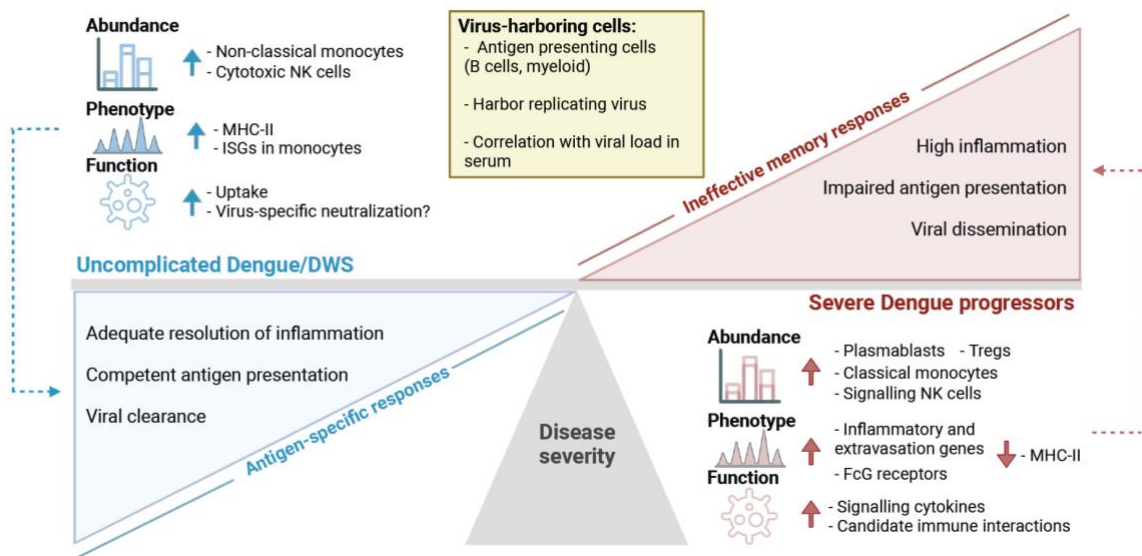 Abundance
- Non-classical monocytes
- Cytotoxic NK cells
Phenotype
- MHC-II
- ISGs in monocytes
Function
- Uptake
- Virus-specific neutralization?
Virus-harboring cells:
- Antigen presenting cells
(B cells, myeloid)
- Harbor replicating virus
- Correlation with viral load in
serum
Ineffective memory responses
High inflammation
Impaired antigen presentation
Viral dissemination
Uncomplicated Dengue/DWS
Adequate resolution of inflammation
Competent antigen presentation
Viral clearance
Antigen-specific responses
Disease
severity
Severe Dengue progressors
Abundance
- Plasmablasts - Tregs
- Classical monocytes
- Signalling NK cells
Phenotype
- Inflammatory and
extravasation genes
- FcG receptors
- MHC-II
Function
- Signalling cytokines
- Candidate immune interactions